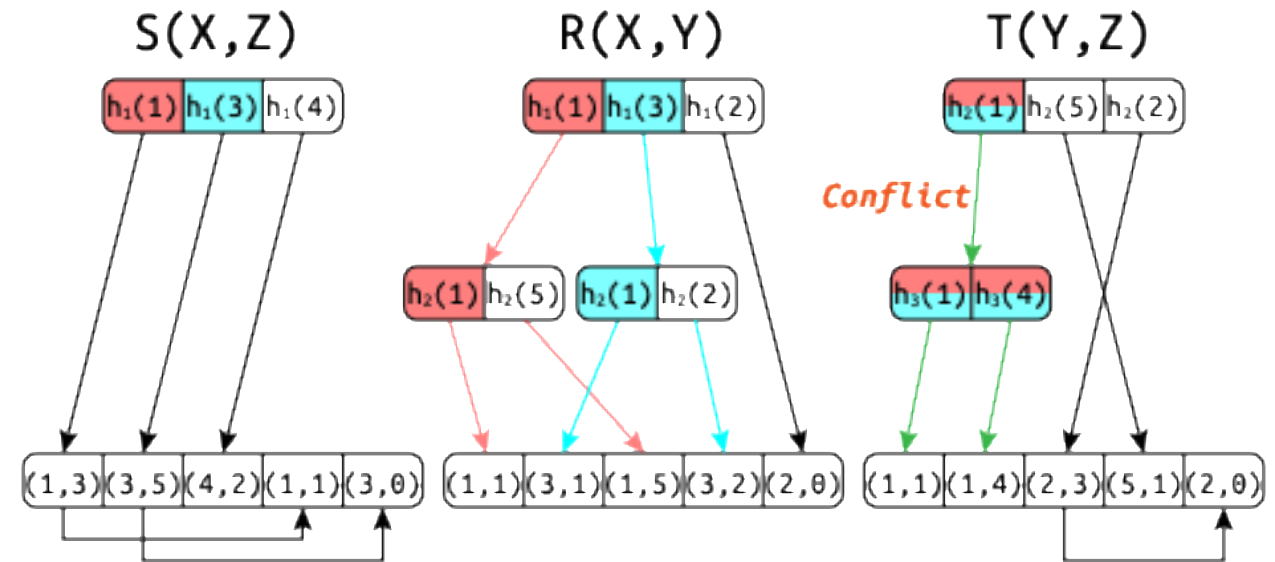 S(X,Z) R(X,Y) T(Y,Z)
h₁(1) h₁(3) h₁(4) h₁(1) h₁(3) h₁(2) h₂(1) h₂(5) h₂(2)
Conflict
h₂(1) h₂(5) h₂(1) h₂(2) h₃(1) h₃(4)
(1,3) (3,5) (4,2) (1,1) (3,0) (1,1) (3,1) (1,5) (3,2) (2,0) (1,1) (1,4) (2,3) (5,1) (2,0)